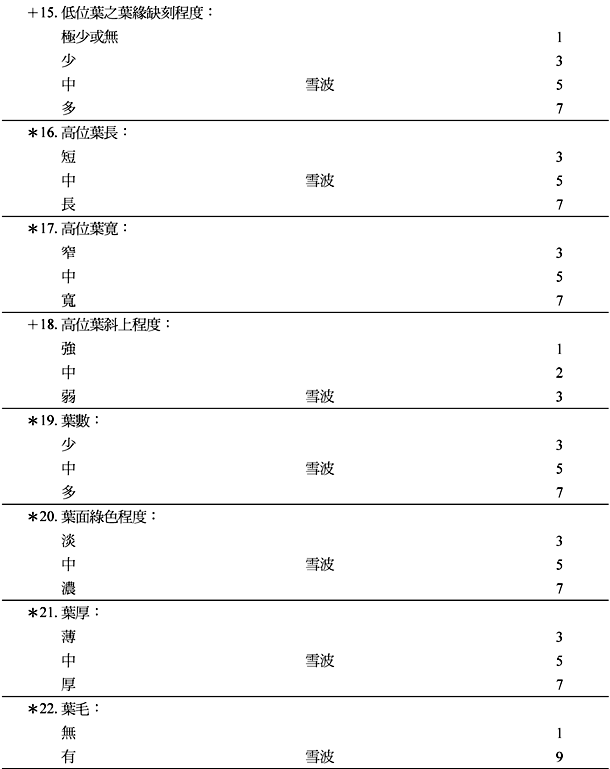 ＋15. 低位葉之葉緣缺刻程度：
極少或無 1
少 3
中 雪波 5
多 7
＊16. 高位葉長：
短 3
中 雪波 5
長 7
＊17. 高位葉寬：
窄 3
中 5
寬 7
＋18. 高位葉斜上程度：
強 1
中 2
弱 雪波 3
＊19. 葉數：
少 3
中 雪波 5
多 7
＊20. 葉面綠色程度：
淡 3
中 雪波 5
濃 7
＊21. 葉厚：
薄 3
中 雪波 5
厚 7
＊22. 葉毛：
無 1
有 雪波 9